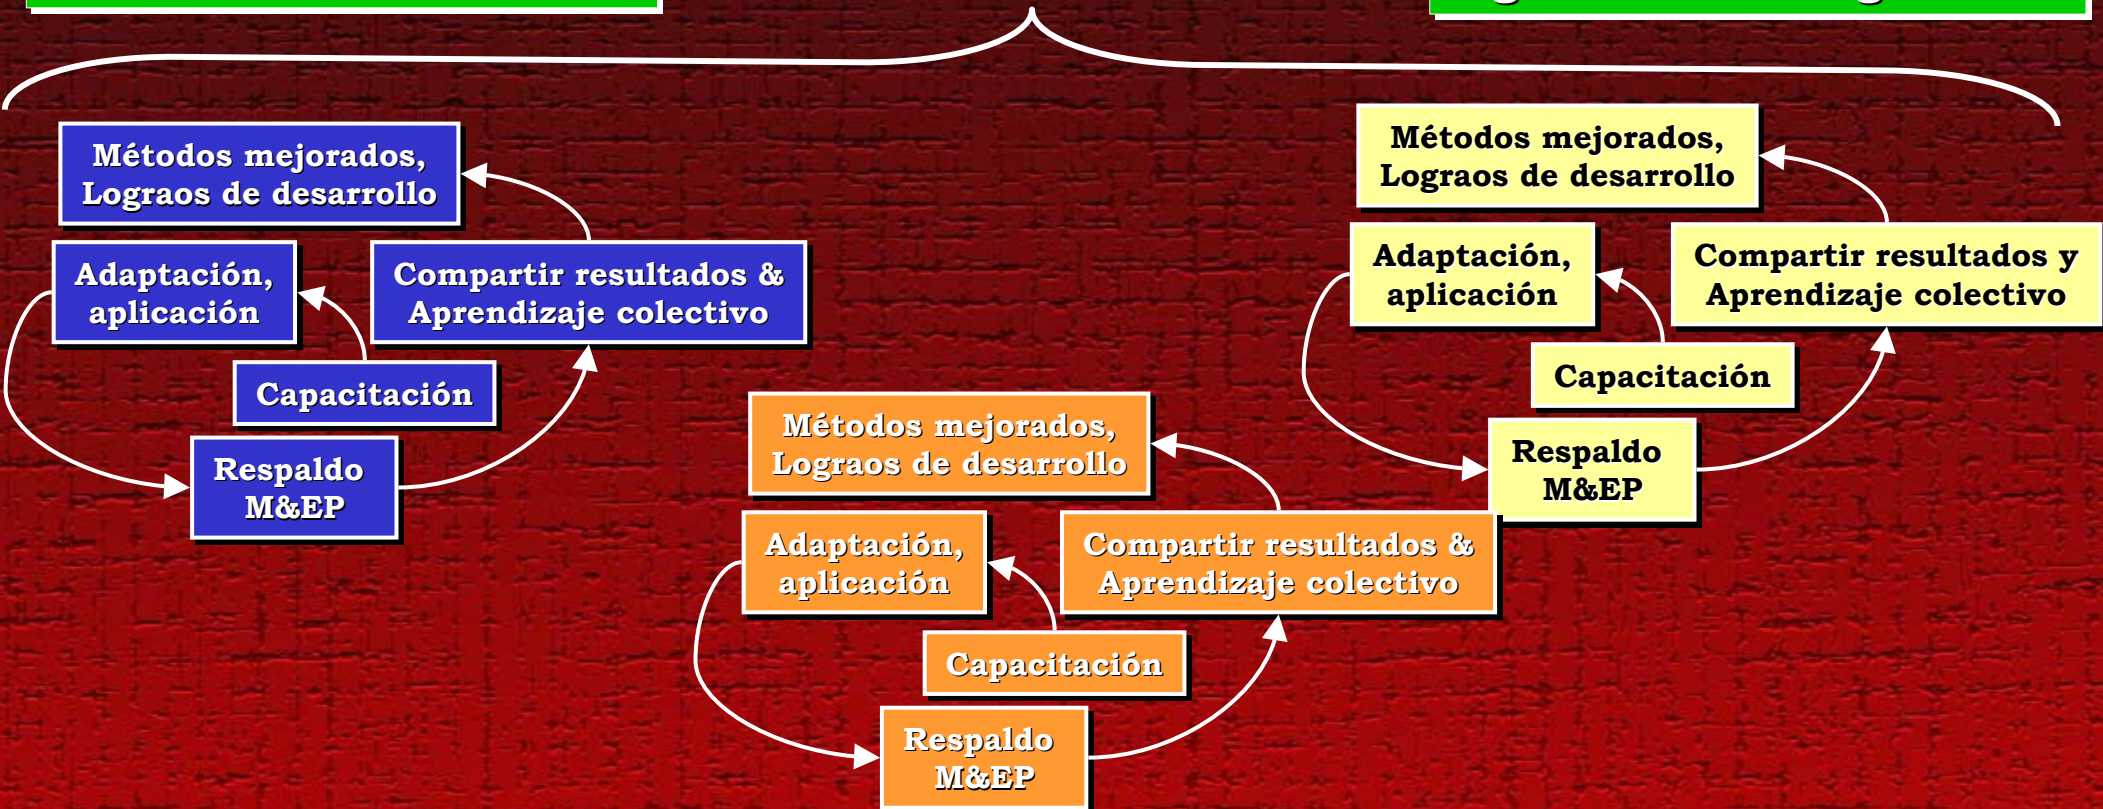 Métodos mejorados,
Lograos de desarrollo
Adaptación,
aplicación
Compartir resultados &
Aprendizaje colectivo
Capacitación
Respaldo
M&EP
Métodos mejorados,
Lograos de desarrollo
Adaptación,
aplicación
Compartir resultados &
Aprendizaje colectivo
Capacitación
Respaldo
M&EP
Métodos mejorados,
Lograos de desarrollo
Adaptación,
aplicación
Compartir resultados y
Aprendizaje colectivo
Capacitación
Respaldo
M&EP